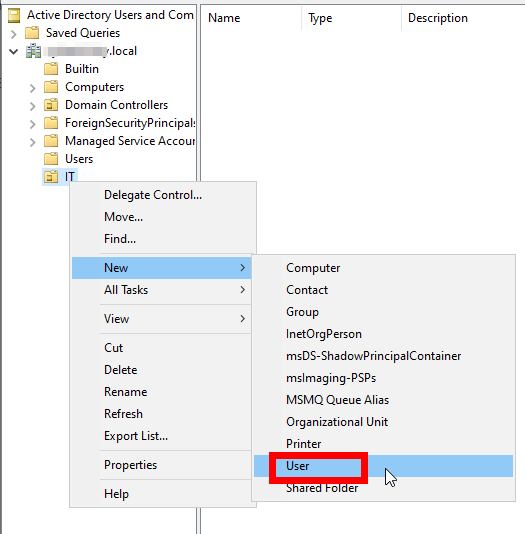 Active Directory Users and Com
Name
Type
Description
Saved Queries
.local
Builtin
Computers
Domain Controllers
ForeignSecurityPrincipals
Managed Service Accour
Users
IT
Delegate Control...
Move...
Find...
New
All Tasks
View
Cut
Delete
Rename
Refresh
Export List...
Properties
Help
Computer
Contact
Group
InetOrgPerson
msDS-ShadowPrincipalContainer
msImaging-PSPs
MSMQ Queue Alias
Organizational Unit
Printer
User
Shared Folder